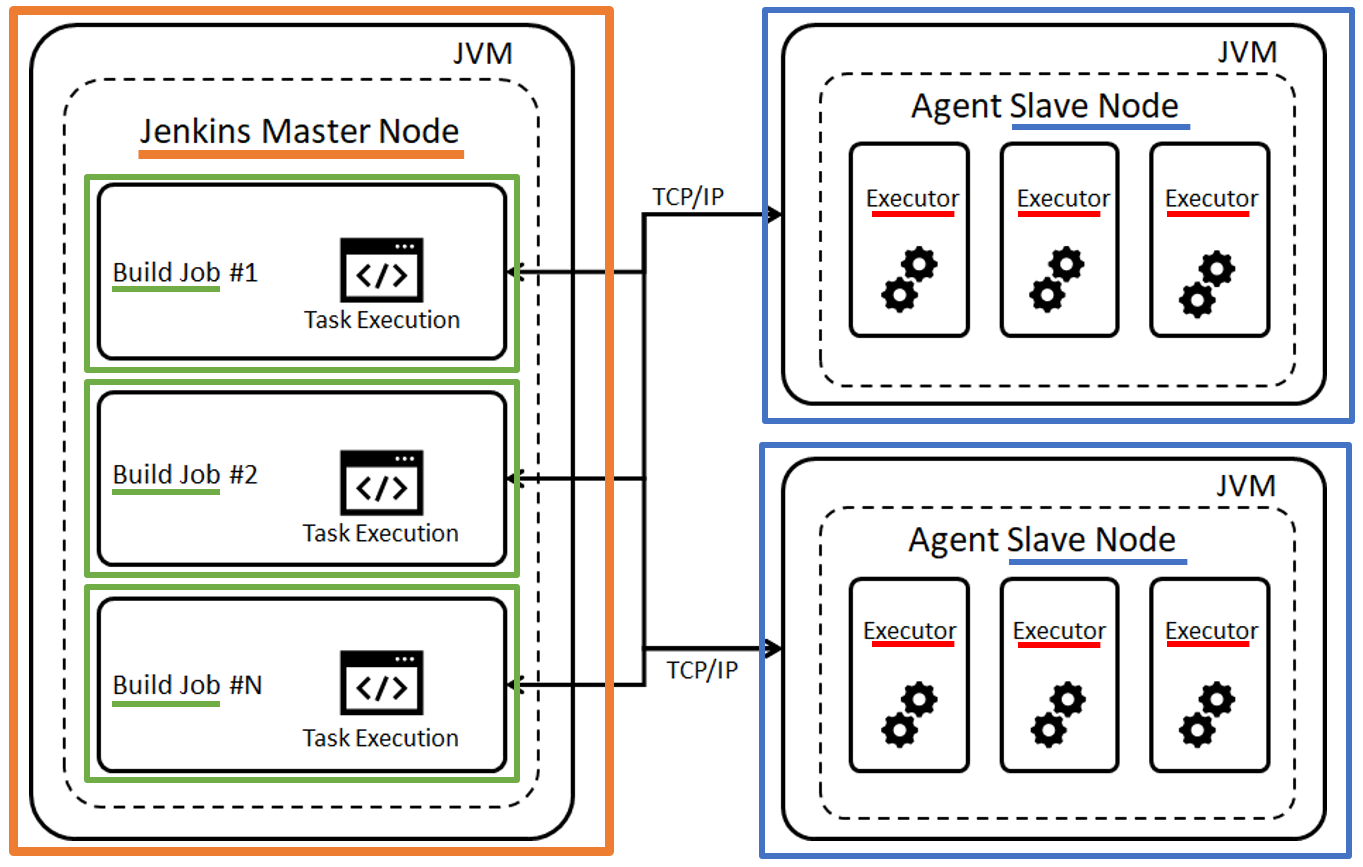 JVM
Jenkins Master Node
Build Job #1
</>
Task Execution
Build Job #2
</>
Task Execution
Build Job #N
</>
Task Execution
TCP/IP
TCP/IP
JVM
Agent Slave Node
Executor Executor Executor
JVM
Agent Slave Node
Executor Executor Executor